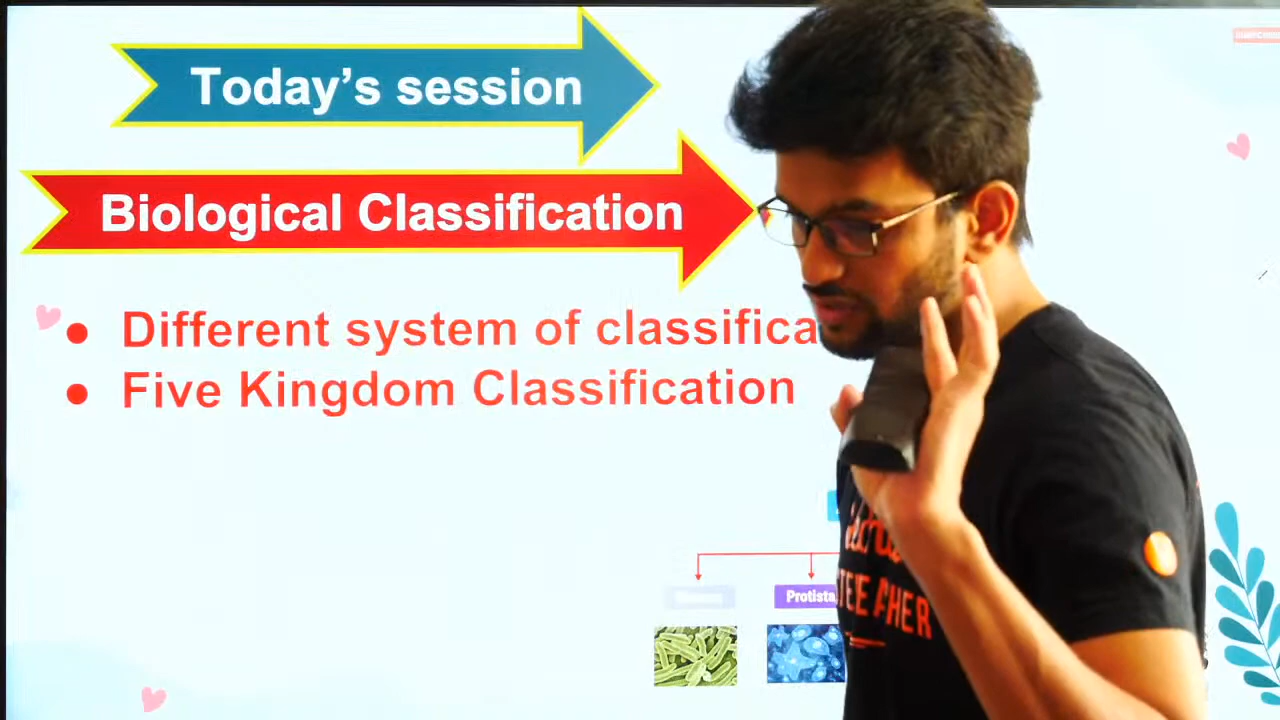 Today's session
Biological Classification
Different system of classifica
Five Kingdom Classification
Protista